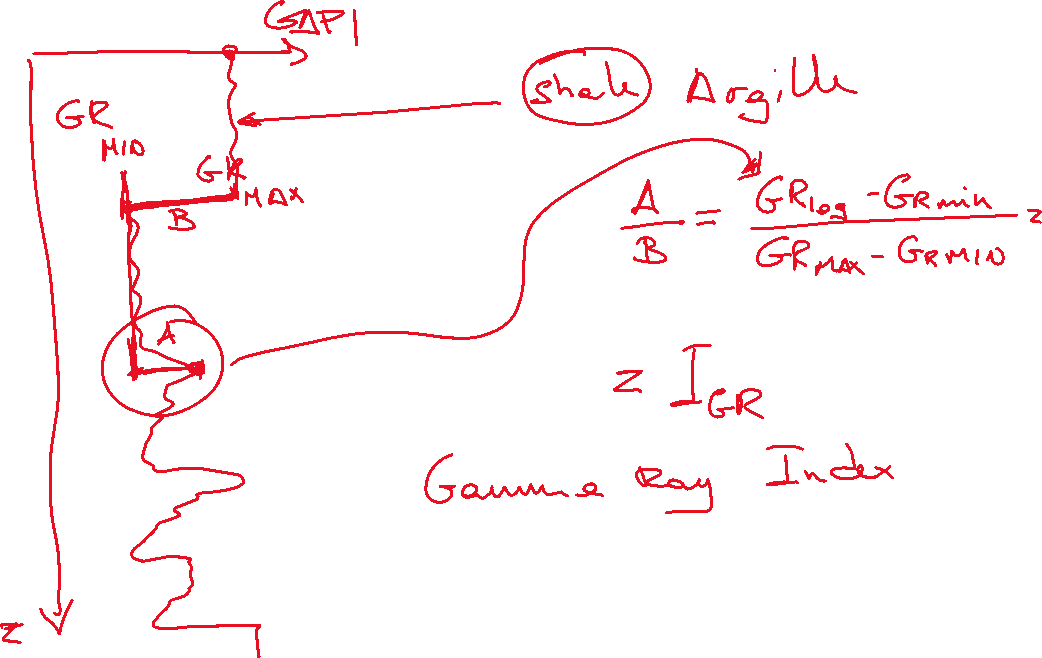 GAPI
Shale Argille
GR MIN
GR MAX
B
A/B = (GRlog - GRmin)/(GRMAX - GRMIN) =
A
= IGR
Gamma Ray Index
z